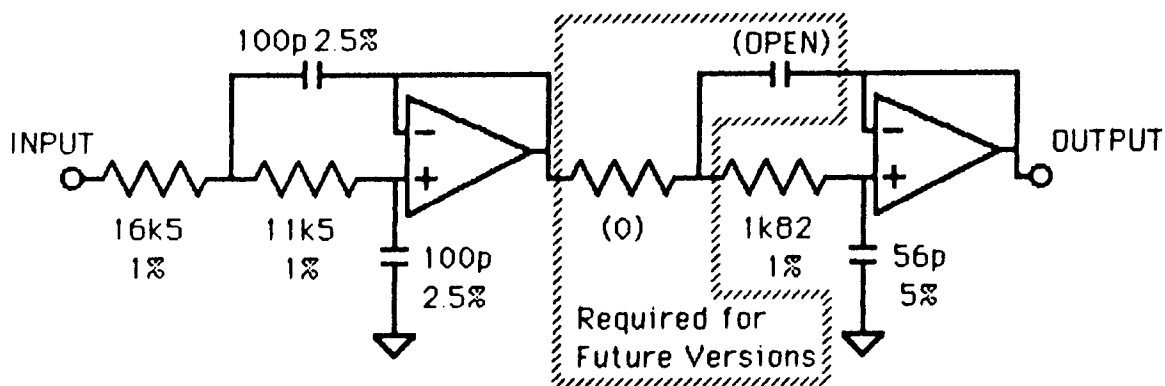 100p 2.5%
(OPEN)
INPUT
-
+
16k5
1%
11k5
1%
100p
2.5%
(0)
-
+
1k82
1%
56p
5%
OUTPUT
Required for
Future Versions